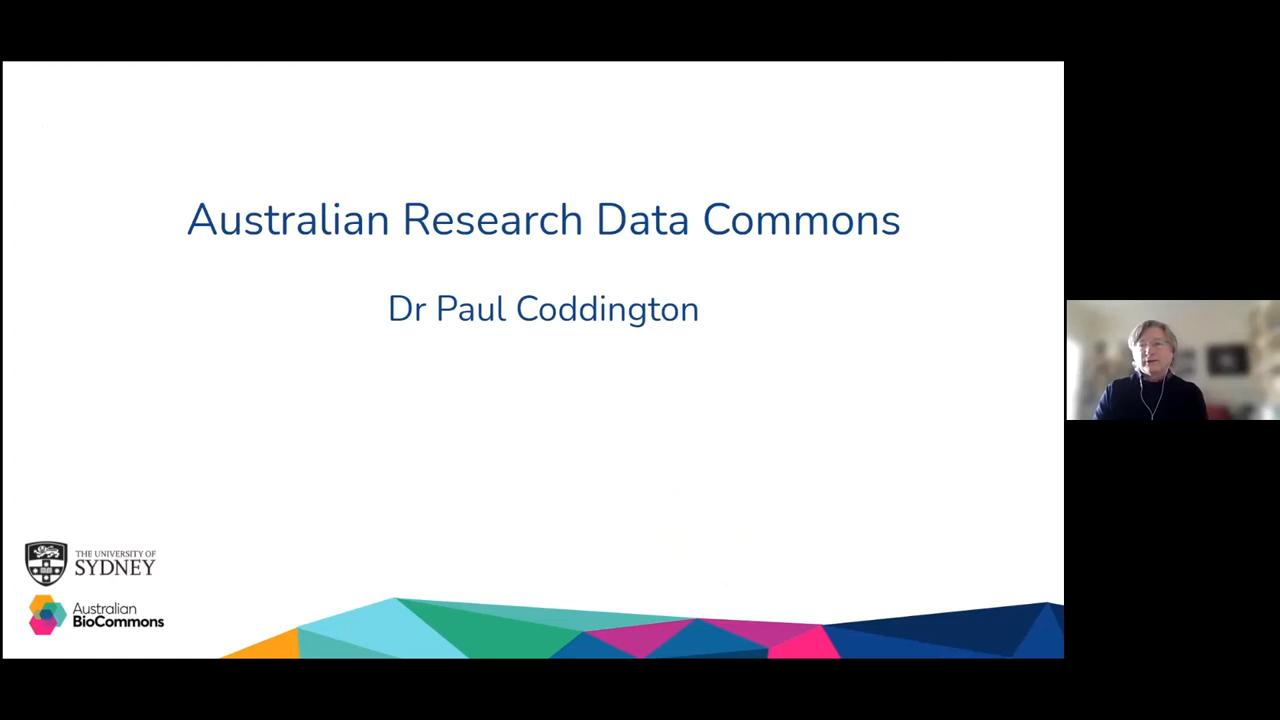 Australian Research Data Commons
Dr Paul Coddington
THE UNIVERSITY OF
SYDNEY
Australian
BioCommons